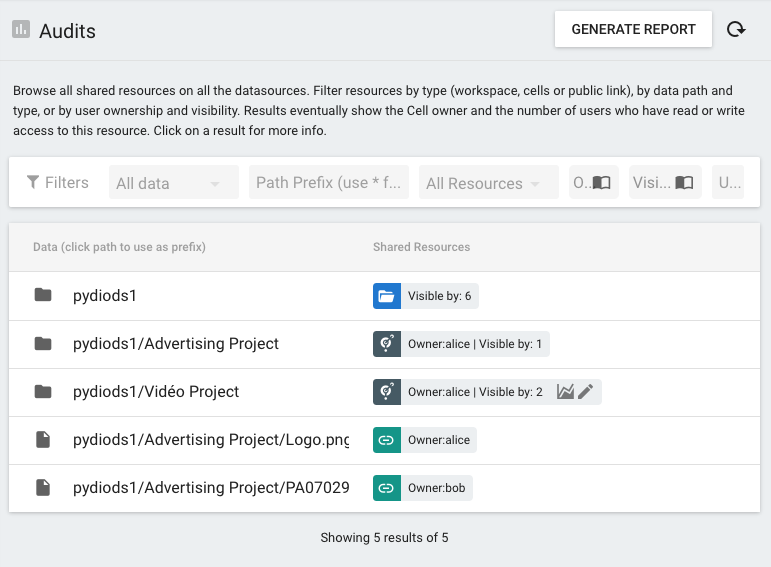 Audits
GENERATE REPORT
Browse all shared resources on all the datasources. Filter resources by type (workspace, cells or public link), by data path and
type, or by user ownership and visibility. Results eventually show the Cell owner and the number of users who have read or write
access to this resource. Click on a result for more info.
Filters All data Path Prefix (use * f... All Resources O... Visi... U...
Data (click path to use as prefix) Shared Resources
pydiods1 Visible by: 6
pydiods1/Advertising Project Owner:alice | Visible by: 1
pydiods1/Vidéo Project Owner:alice | Visible by: 2
pydiods1/Advertising Project/Logo.png Owner:alice
pydiods1/Advertising Project/PA07029 Owner:bob
Showing 5 results of 5